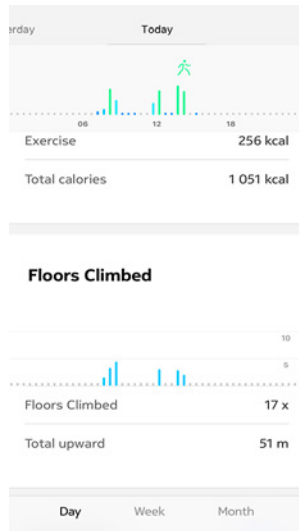 erday Today
06 12 18
Exercise 256 kcal
Total calories 1 051 kcal
Floors Climbed
10
5
Floors Climbed 17 x
Total upward 51 m
Day Week Month